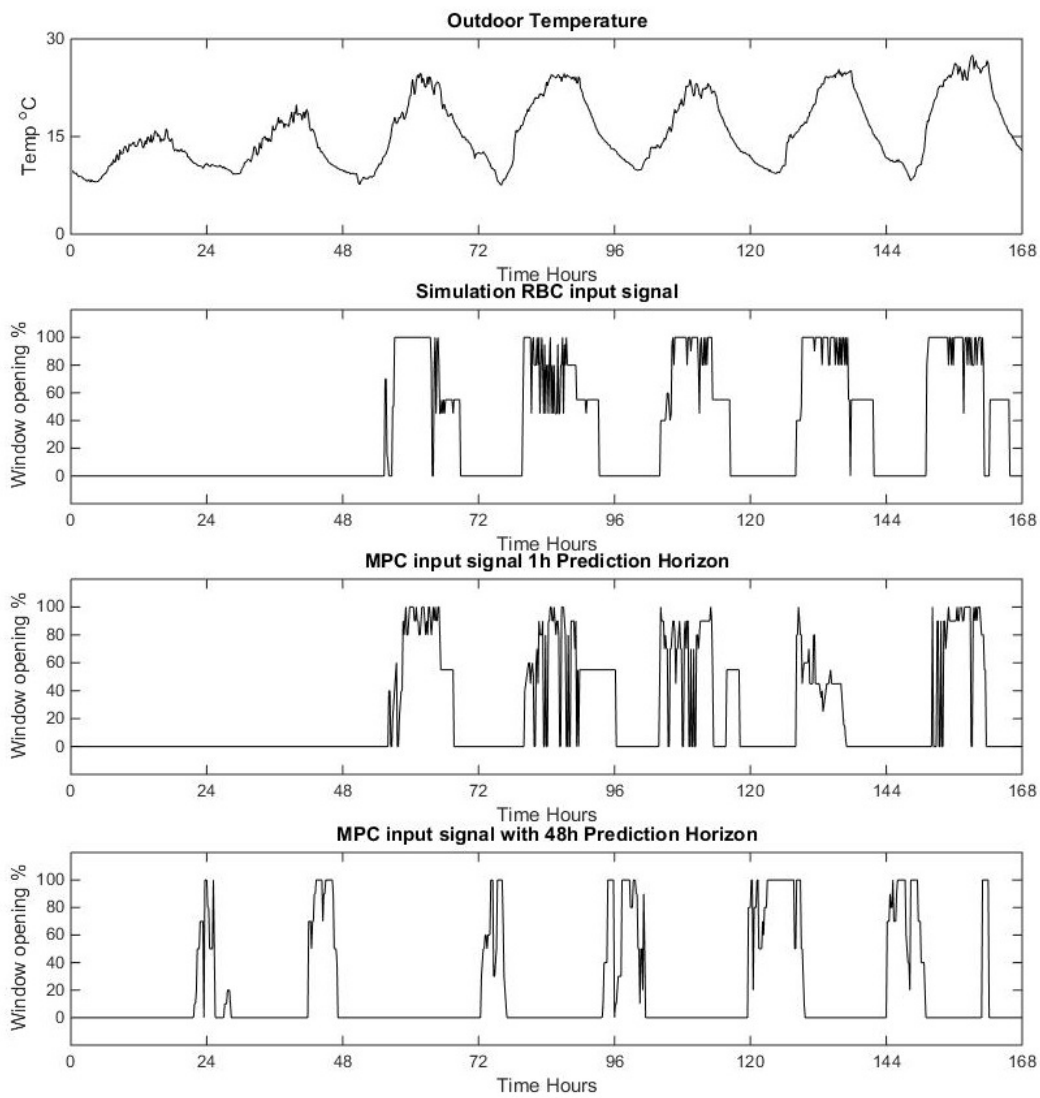 Outdoor Temperature
30
15
0
Temp °C
0 24 48 72 96 120 144 168
Time Hours
Simulation RBC input signal
100
80
60
40
20
0
Window opening %
0 24 48 72 96 120 144 168
Time Hours
MPC input signal 1h Prediction Horizon
100
80
60
40
20
0
Window opening %
0 24 48 72 96 120 144 168
Time Hours
MPC input signal with 48h Prediction Horizon
100
80
60
40
20
0
Window opening %
0 24 48 72 96 120 144 168
Time Hours